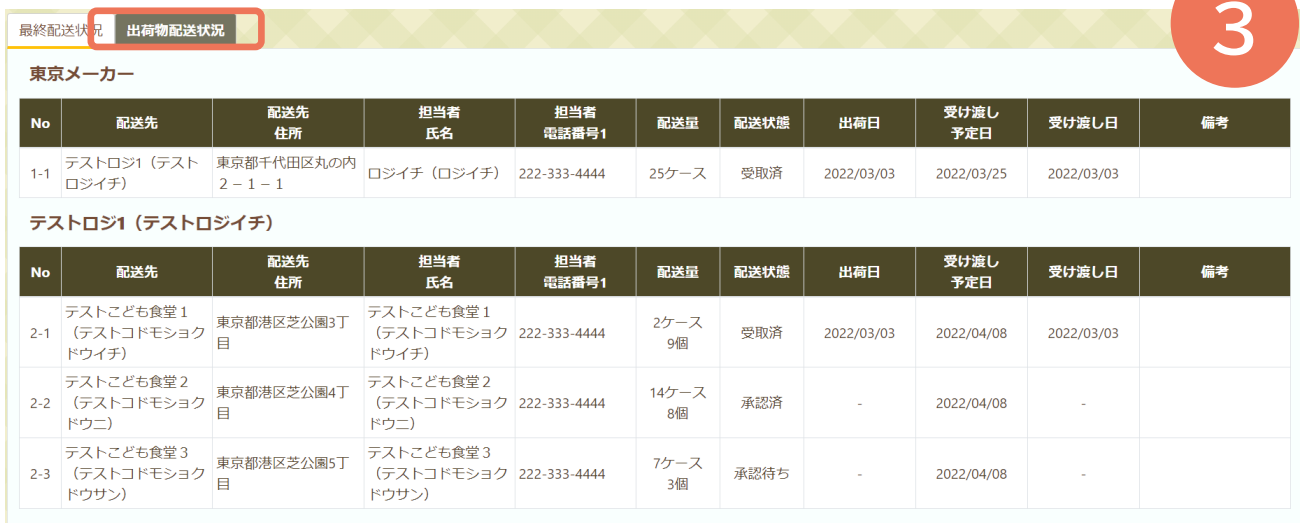 最終配送状況 出荷物配送状況
3
東京メーカー
No 配送先 配送先 住所 担当者 氏名 担当者 電話番号1 配送量 配送状態 出荷日 受け渡し 予定日 受け渡し日 備考
1-1 テストロジ1（テスト ロジイチ） 東京都千代田区丸の内 2－1－1 ロジイチ（ロジイチ） 222-333-4444 25ケース 受取済 2022/03/03 2022/03/25 2022/03/03
テストロジ1（テストロジイチ）
No 配送先 配送先 住所 担当者 氏名 担当者 電話番号1 配送量 配送状態 出荷日 受け渡し 予定日 受け渡し日 備考
2-1 テストこども食堂１ （テストコドモショク ドウイチ） 東京都港区芝公園3丁 目 テストこども食堂１ （テストコドモショク ドウイチ） 222-333-4444 2ケース 9個 受取済 2022/03/03 2022/04/08 2022/03/03
2-2 テストこども食堂２ （テストコドモショク ドウニ） 東京都港区芝公園4丁 目 テストこども食堂２ （テストコドモショク ドウニ） 222-333-4444 14ケース 8個 承認済 - 2022/04/08 -
2-3 テストこども食堂３ （テストコドモショク ドウサン） 東京都港区芝公園5丁 目 テストこども食堂３ （テストコドモショク ドウサン） 222-333-4444 7ケース 3個 承認待ち - 2022/04/08 -